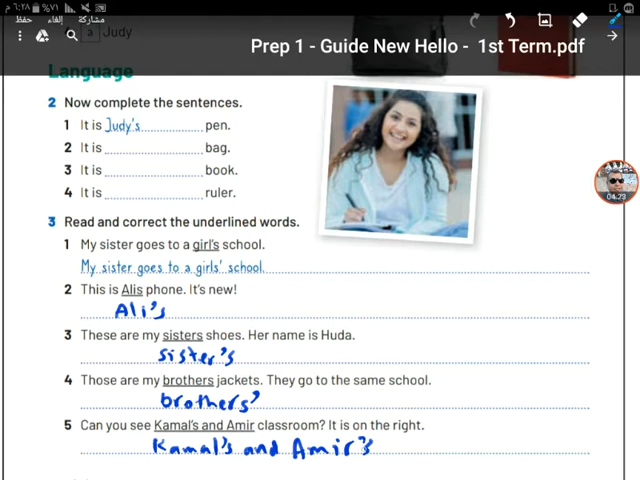 حفظ إلغاء مشاركة ٧١% ٦:٢٨ م
a Judy
Prep 1 - Guide New Hello - 1st Term.pdf
Language
2 Now complete the sentences.
1 It is Judy's pen.
2 It is bag.
3 It is book.
4 It is ruler.
04:23
3 Read and correct the underlined words.
1 My sister goes to a girl's school.
My sister goes to a girls' school.
2 This is Alis phone. It's new!
Ali's
3 These are my sisters shoes. Her name is Huda.
sister's
4 Those are my brothers jackets. They go to the same school.
brothers'
5 Can you see Kamal's and Amir classroom? It is on the right.
Kamal's and Amir's